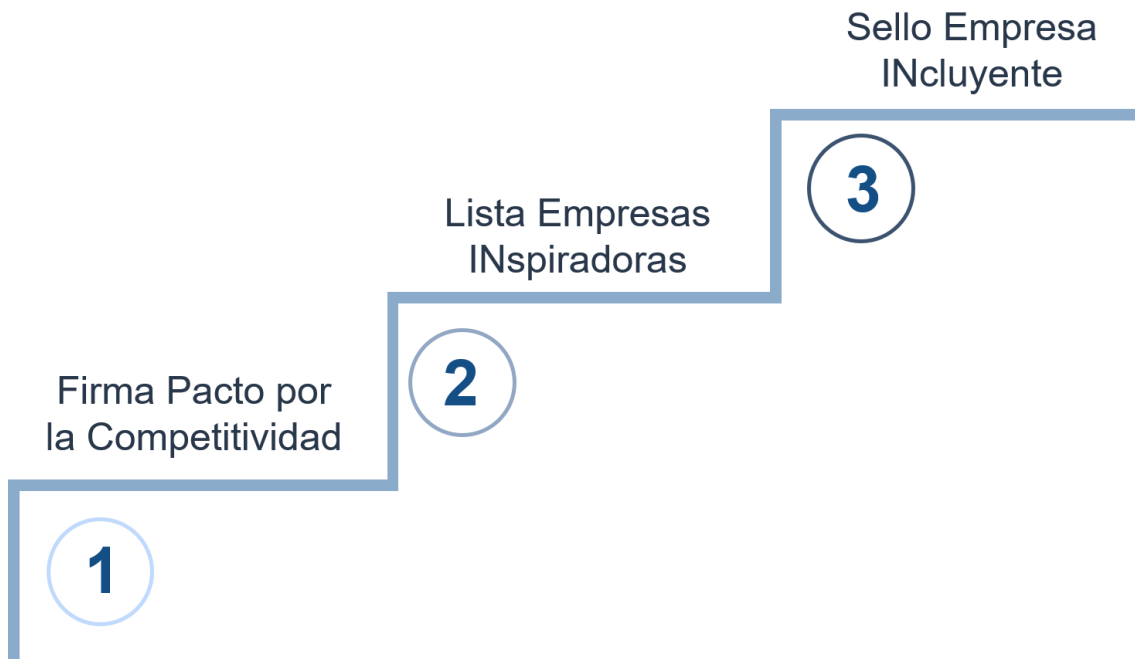 Sello Empresa
INcluyente
3
Lista Empresas
INspiradoras
2
Firma Pacto por
la Competitividad
1